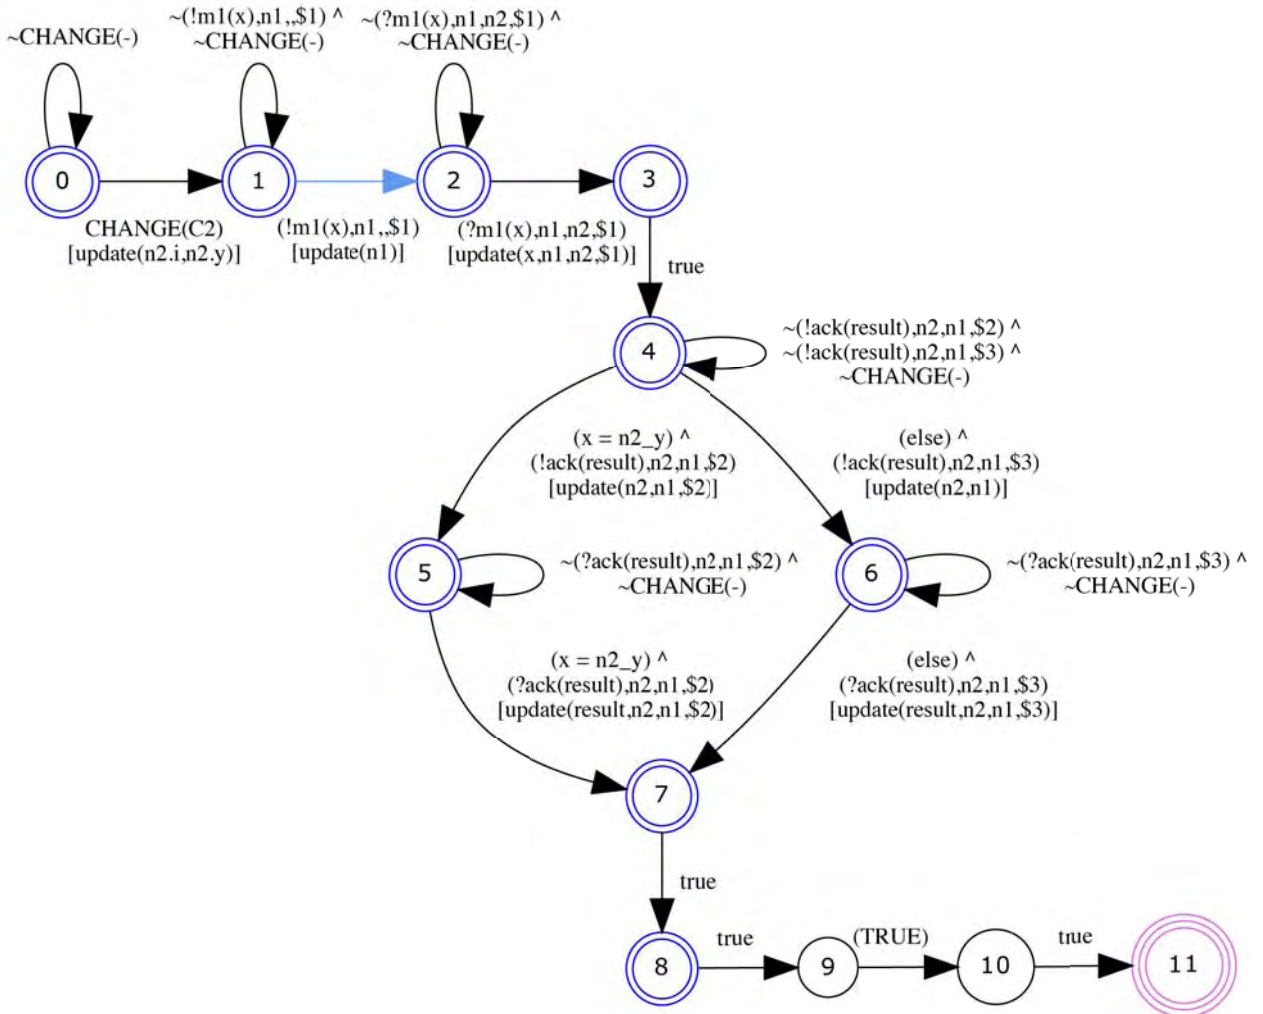 ~CHANGE(-)
~(!m1(x),n1,,$1) ^
~CHANGE(-)
~(?m1(x),n1,n2,$1) ^
~CHANGE(-)
0
1
2
3
CHANGE(C2)
[update(n2.i,n2.y)]
(!m1(x),n1,,$1)
[update(n1)]
(?m1(x),n1,n2,$1)
[update(x,n1,n2,$1)]
true
4
~(!ack(result),n2,n1,$2) ^
~(!ack(result),n2,n1,$3) ^
~CHANGE(-)
(x = n2_y) ^
(!ack(result),n2,n1,$2)
[update(n2,n1,$2)]
(else) ^
(!ack(result),n2,n1,$3)
[update(n2,n1)]
5
~(?ack(result),n2,n1,$2) ^
~CHANGE(-)
6
~(?ack(result),n2,n1,$3) ^
~CHANGE(-)
(x = n2_y) ^
(?ack(result),n2,n1,$2)
[update(result,n2,n1,$2)]
(else) ^
(?ack(result),n2,n1,$3)
[update(result,n2,n1,$3)]
7
true
8
true
9
(TRUE)
10
true
11